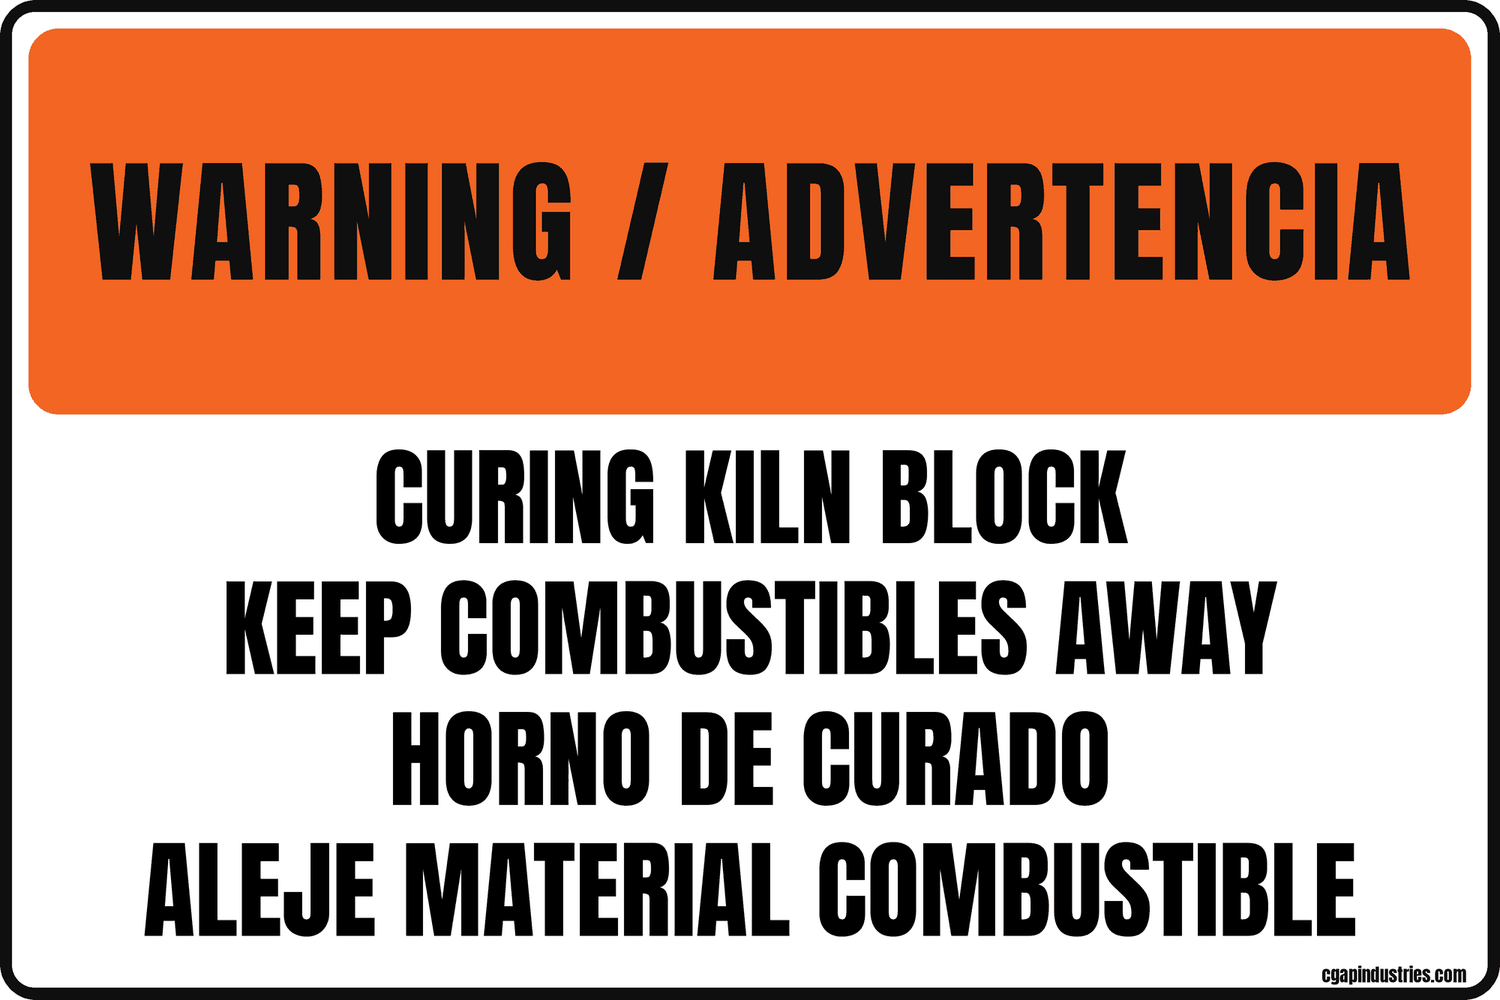 WARNING / ADVERTENCIA
CURING KILN BLOCK
KEEP COMBUSTIBLES AWAY
HORNO DE CURADO
ALEJE MATERIAL COMBUSTIBLE
cgapindustries.com